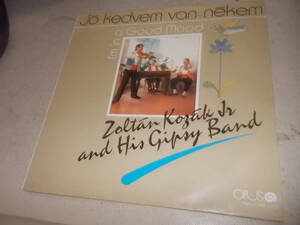 Jó kedvem van nékem
I'm in
a Good Mood
Zoltán Kozák Jr
and His Gipsy Band
OPUS